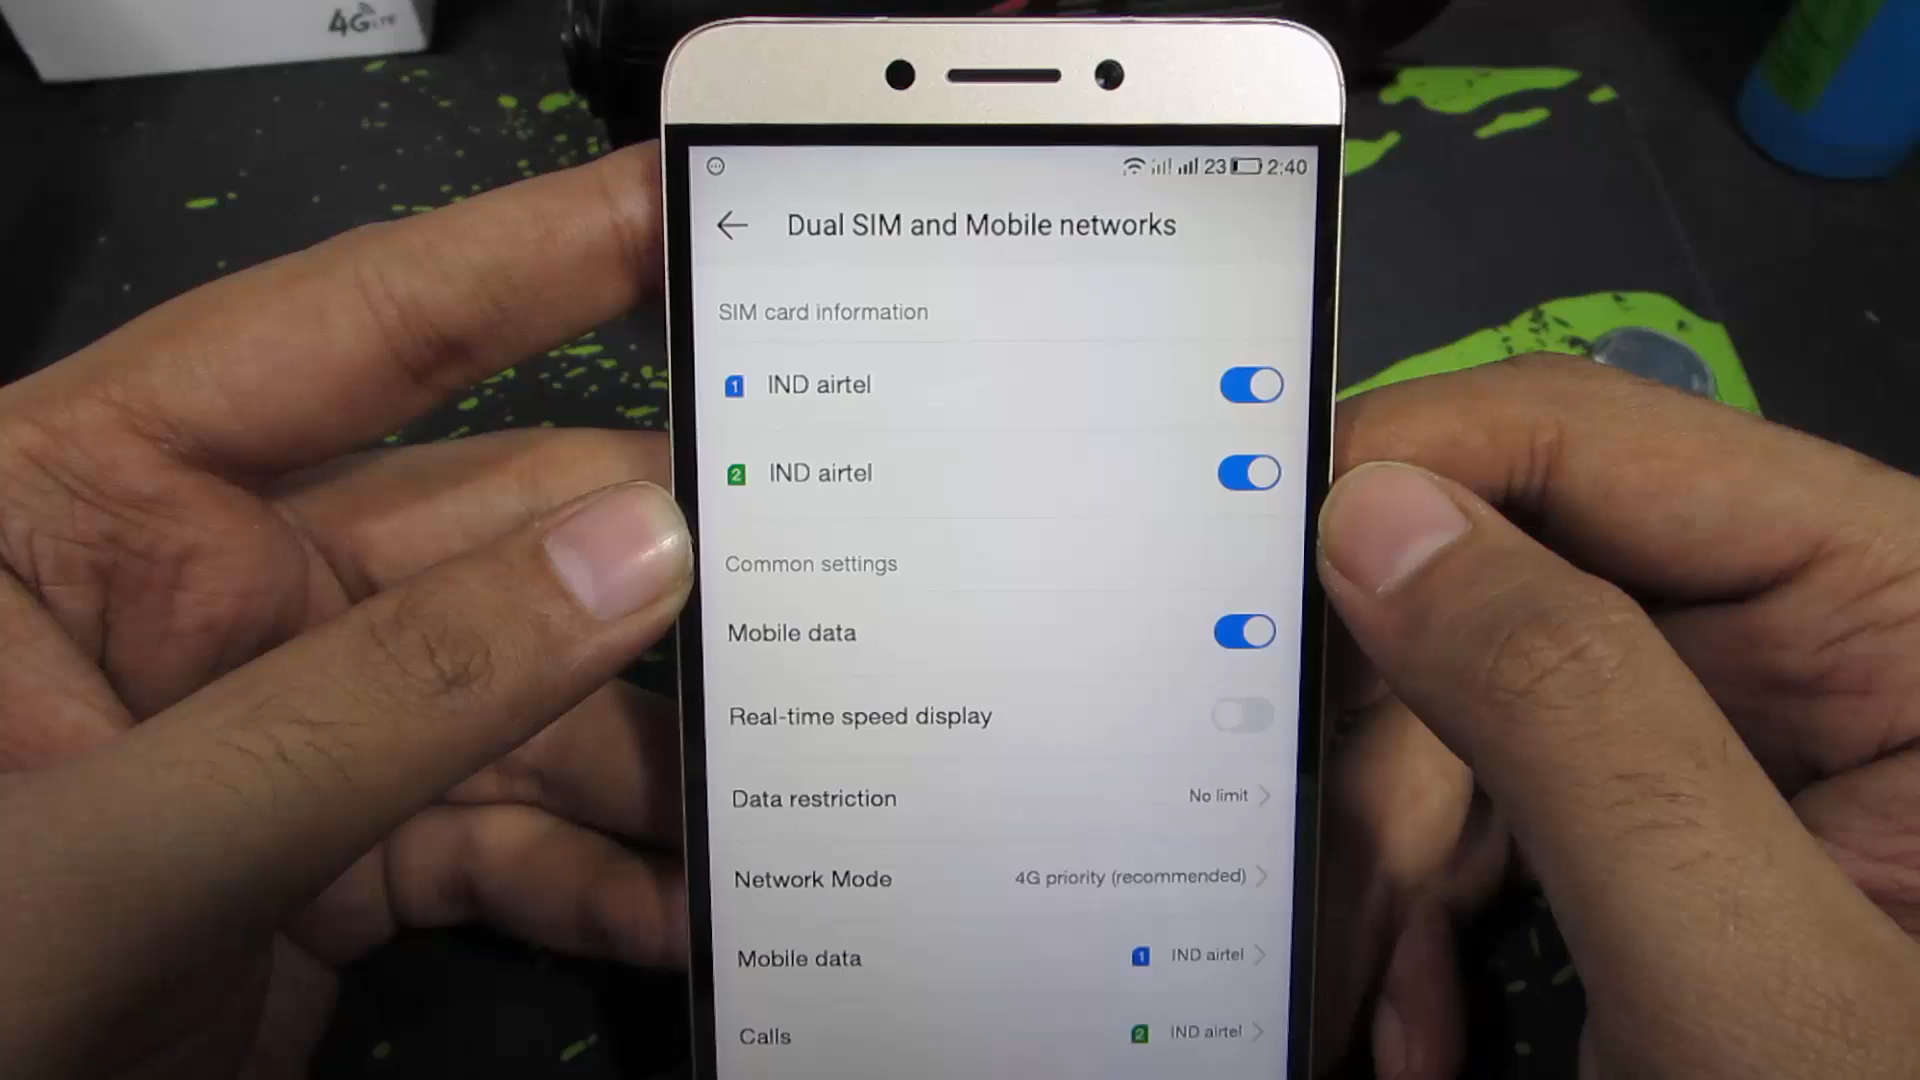 4G LTE
23 2:40
Dual SIM and Mobile networks
SIM card information
1 IND airtel
2 IND airtel
Common settings
Mobile data
Real-time speed display
Data restriction No limit
Network Mode 4G priority (recommended)
Mobile data 1 IND airtel
Calls 2 IND airtel